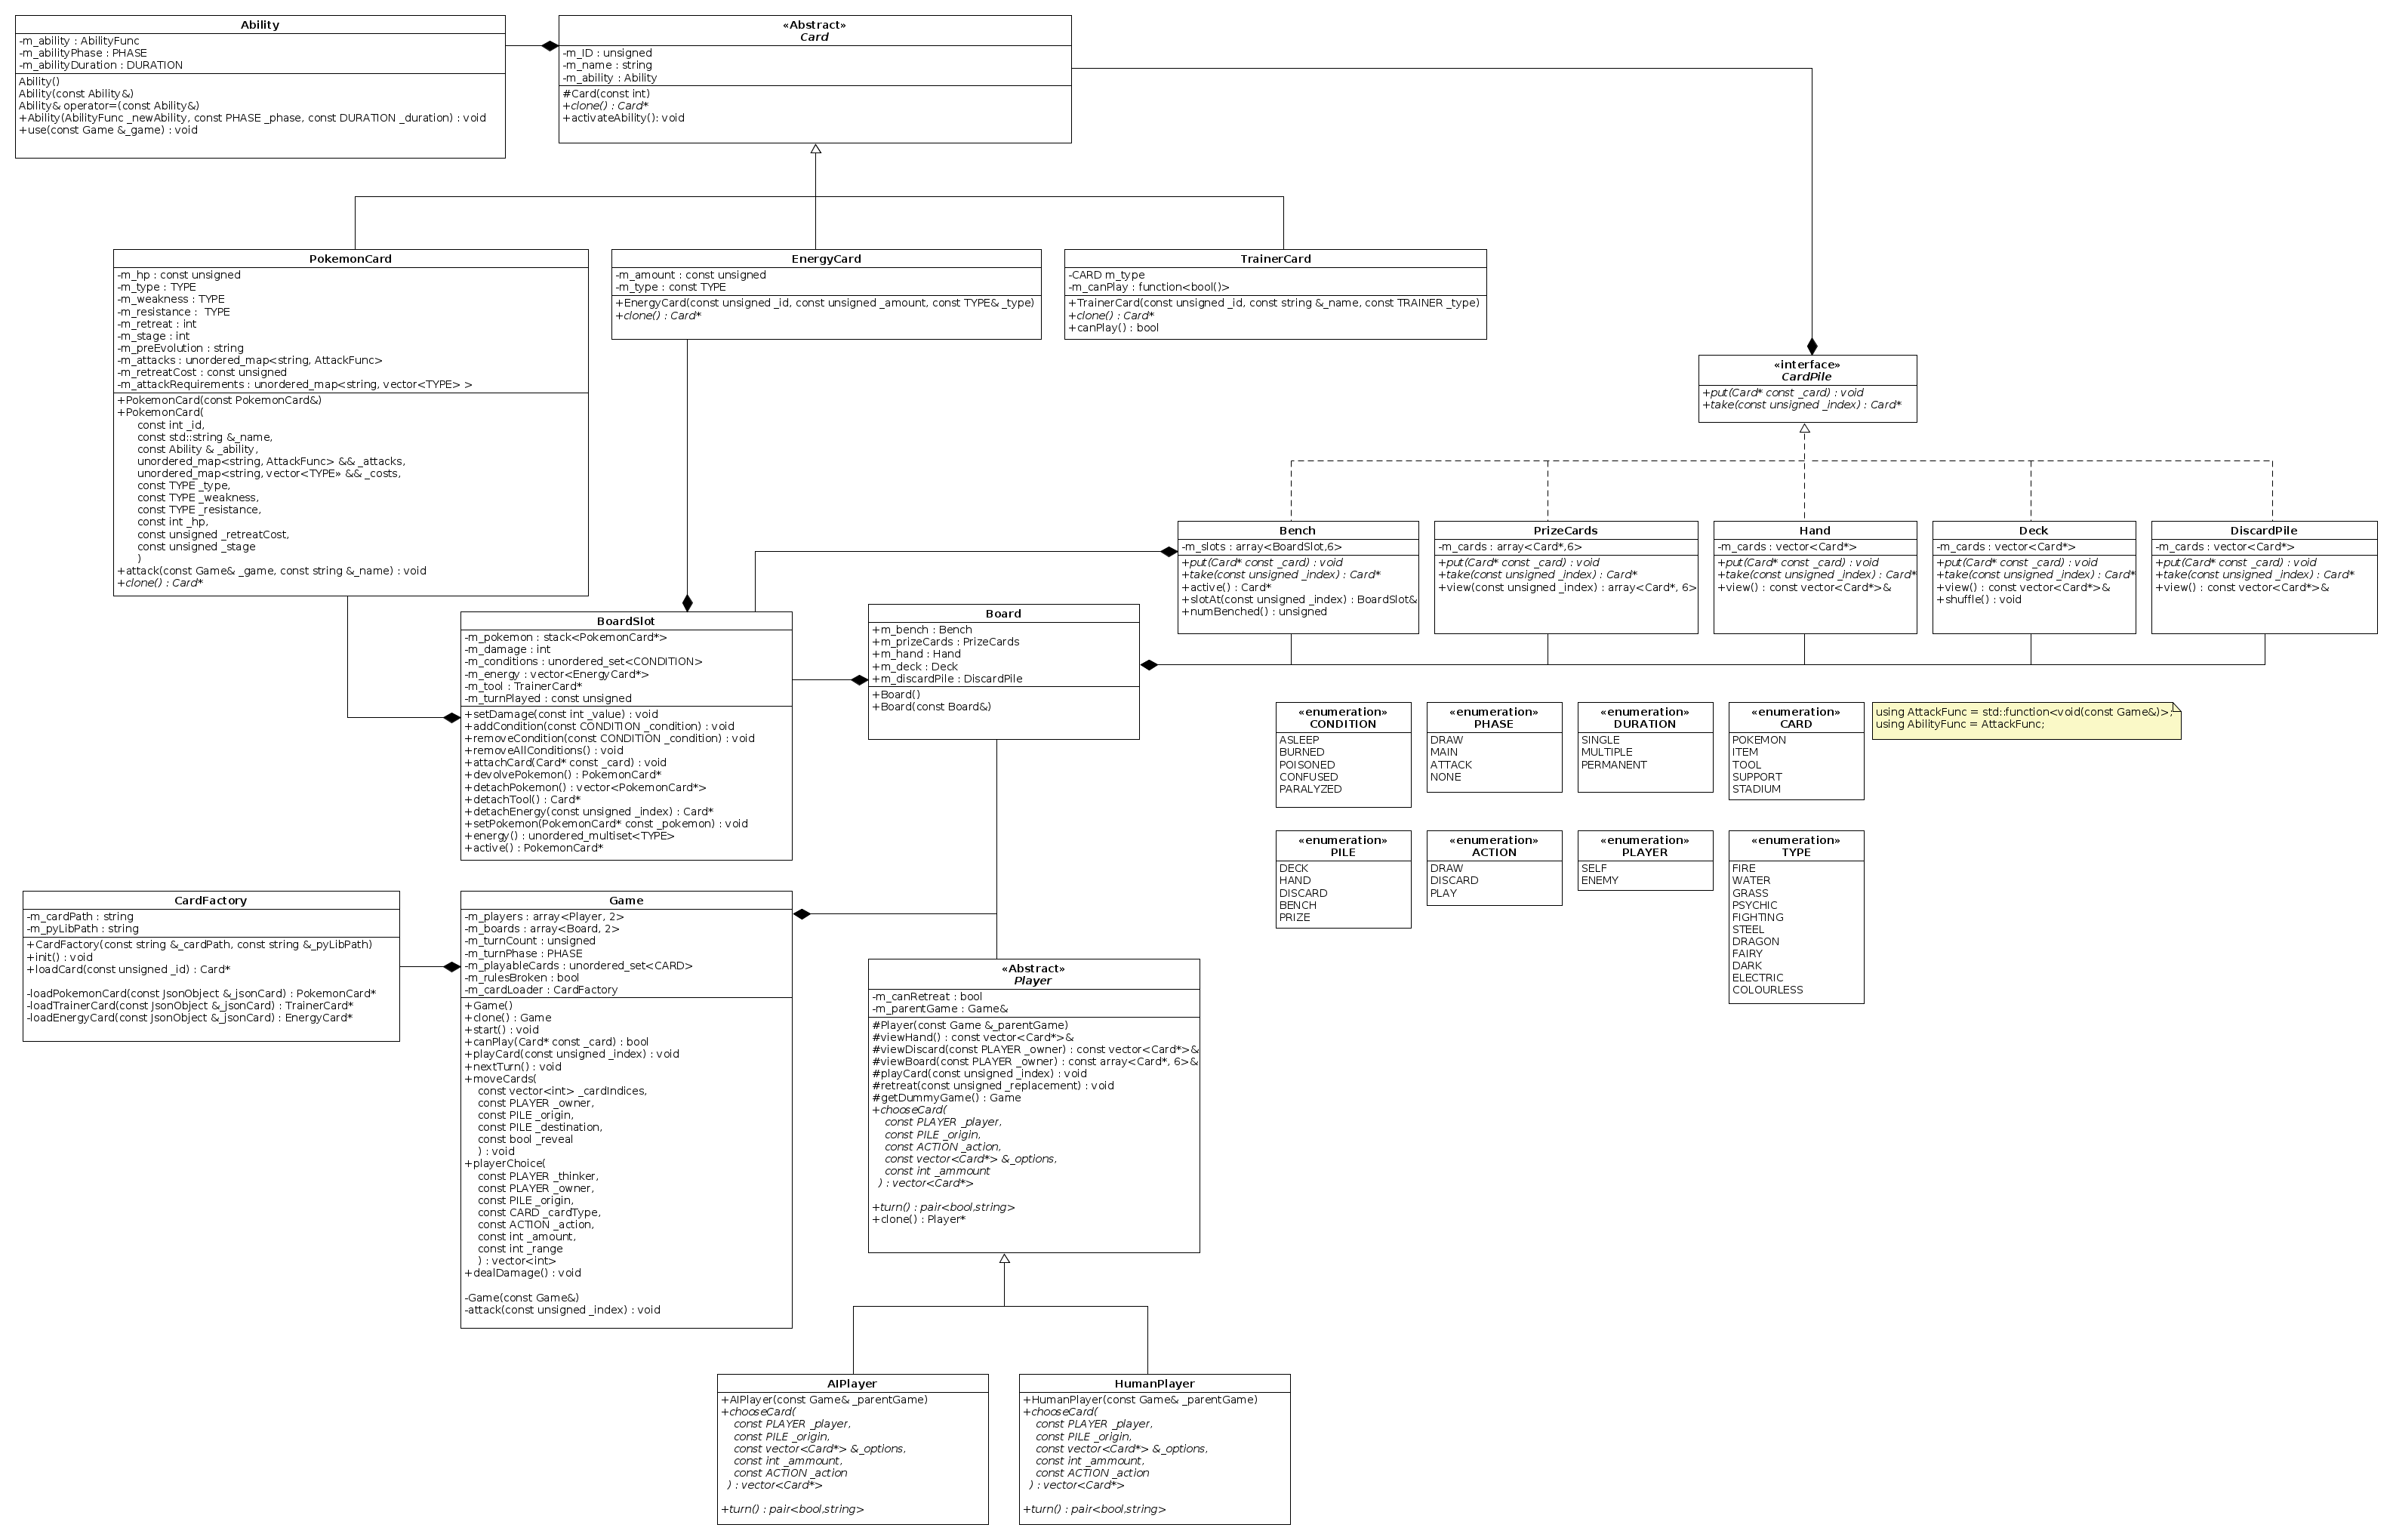 Ability
-m_ability : AbilityFunc
-m_abilityPhase : PHASE
-m_abilityDuration : DURATION
Ability()
Ability(const Ability&)
Ability& operator=(const Ability&)
+Ability(AbilityFunc _newAbility, const PHASE _phase, const DURATION _duration) : void
+use(const Game &_game) : void
«Abstract»
Card
-m_ID : unsigned
-m_name : string
-m_ability : Ability
#Card(const int)
+clone() : Card*
+activateAbility(): void
PokemonCard
-m_hp : const unsigned
-m_type : TYPE
-m_weakness : TYPE
-m_resistance :  TYPE
-m_retreat : int
-m_stage : int
-m_preEvolution : string
-m_attacks : unordered_map<string, AttackFunc>
-m_retreatCost : const unsigned
-m_attackRequirements : unordered_map<string, vector<TYPE> >
+PokemonCard(const PokemonCard&)
+PokemonCard(
const int _id,
const std::string &_name,
const Ability & _ability,
unordered_map<string, AttackFunc> && _attacks,
unordered_map<string, vector<TYPE» && _costs,
const TYPE _type,
const TYPE _weakness,
const TYPE _resistance,
const int _hp,
const unsigned _retreatCost,
const unsigned _stage
)
+attack(const Game& _game, const string &_name) : void
+clone() : Card*
EnergyCard
-m_amount : const unsigned
-m_type : const TYPE
+EnergyCard(const unsigned _id, const unsigned _amount, const TYPE& _type)
+clone() : Card*
TrainerCard
-CARD m_type
-m_canPlay : function<bool()>
+TrainerCard(const unsigned _id, const string &_name, const TRAINER _type)
+clone() : Card*
+canPlay() : bool
«interface»
CardPile
+put(Card* const _card) : void
+take(const unsigned _index) : Card*
Bench
-m_slots : array<BoardSlot,6>
+put(Card* const _card) : void
+take(const unsigned _index) : Card*
+active() : Card*
+slotAt(const unsigned _index) : BoardSlot&
+numBenched() : unsigned
PrizeCards
-m_cards : array<Card*,6>
+put(Card* const _card) : void
+take(const unsigned _index) : Card*
+view(const unsigned _index) : array<Card*, 6>
Hand
-m_cards : vector<Card*>
+put(Card* const _card) : void
+take(const unsigned _index) : Card*
+view() : const vector<Card*>&
Deck
-m_cards : vector<Card*>
+put(Card* const _card) : void
+take(const unsigned _index) : Card*
+view() : const vector<Card*>&
+shuffle() : void
DiscardPile
-m_cards : vector<Card*>
+put(Card* const _card) : void
+take(const unsigned _index) : Card*
+view() : const vector<Card*>&
BoardSlot
-m_pokemon : stack<PokemonCard*>
-m_damage : int
-m_conditions : unordered_set<CONDITION>
-m_energy : vector<EnergyCard*>
-m_tool : TrainerCard*
-m_turnPlayed : const unsigned
+setDamage(const int _value) : void
+addCondition(const CONDITION _condition) : void
+removeCondition(const CONDITION _condition) : void
+removeAllConditions() : void
+attachCard(Card* const _card) : void
+devolvePokemon() : PokemonCard*
+detachPokemon() : vector<PokemonCard*>
+detachTool() : Card*
+detachEnergy(const unsigned _index) : Card*
+setPokemon(PokemonCard* const _pokemon) : void
+energy() : unordered_multiset<TYPE>
+active() : PokemonCard*
Board
+m_bench : Bench
+m_prizeCards : PrizeCards
+m_hand : Hand
+m_deck : Deck
+m_discardPile : DiscardPile
+Board()
+Board(const Board&)
«enumeration»
CONDITION
ASLEEP
BURNED
POISONED
CONFUSED
PARALYZED
«enumeration»
PHASE
DRAW
MAIN
ATTACK
NONE
«enumeration»
DURATION
SINGLE
MULTIPLE
PERMANENT
«enumeration»
CARD
POKEMON
ITEM
TOOL
SUPPORT
STADIUM
using AttackFunc = std::function<void(const Game&)>;
using AbilityFunc = AttackFunc;
«enumeration»
PILE
DECK
HAND
DISCARD
BENCH
PRIZE
«enumeration»
ACTION
DRAW
DISCARD
PLAY
«enumeration»
PLAYER
SELF
ENEMY
«enumeration»
TYPE
FIRE
WATER
GRASS
PSYCHIC
FIGHTING
STEEL
DRAGON
FAIRY
DARK
ELECTRIC
COLOURLESS
CardFactory
-m_cardPath : string
-m_pyLibPath : string
+CardFactory(const string &_cardPath, const string &_pyLibPath)
+init() : void
+loadCard(const unsigned _id) : Card*
-loadPokemonCard(const JsonObject &_jsonCard) : PokemonCard*
-loadTrainerCard(const JsonObject &_jsonCard) : TrainerCard*
-loadEnergyCard(const JsonObject &_jsonCard) : EnergyCard*
Game
-m_players : array<Player, 2>
-m_boards : array<Board, 2>
-m_turnCount : unsigned
-m_turnPhase : PHASE
-m_playableCards : unordered_set<CARD>
-m_rulesBroken : bool
-m_cardLoader : CardFactory
+Game()
+clone() : Game
+start() : void
+canPlay(Card* const _card) : bool
+playCard(const unsigned _index) : void
+nextTurn() : void
+moveCards(
const vector<int> _cardIndices,
const PLAYER _owner,
const PILE _origin,
const PILE _destination,
const bool _reveal
) : void
+playerChoice(
const PLAYER _thinker,
const PLAYER _owner,
const PILE _origin,
const CARD _cardType,
const ACTION _action,
const int _amount,
const int _range
) : vector<int>
+dealDamage() : void
-Game(const Game&)
-attack(const unsigned _index) : void
«Abstract»
Player
-m_canRetreat : bool
-m_parentGame : Game&
#Player(const Game &_parentGame)
#viewHand() : const vector<Card*>&
#viewDiscard(const PLAYER _owner) : const vector<Card*>&
#viewBoard(const PLAYER _owner) : const array<Card*, 6>&
#playCard(const unsigned _index) : void
#retreat(const unsigned _replacement) : void
#getDummyGame() : Game
+chooseCard(
const PLAYER _player,
const PILE _origin,
const ACTION _action,
const vector<Card*> &_options,
const int _ammount
) : vector<Card*>
+turn() : pair<bool,string>
+clone() : Player*
AIPlayer
+AIPlayer(const Game& _parentGame)
+chooseCard(
const PLAYER _player,
const PILE _origin,
const vector<Card*> &_options,
const int _ammount,
const ACTION _action
) : vector<Card*>
+turn() : pair<bool,string>
HumanPlayer
+HumanPlayer(const Game& _parentGame)
+chooseCard(
const PLAYER _player,
const PILE _origin,
const vector<Card*> &_options,
const int _ammount,
const ACTION _action
) : vector<Card*>
+turn() : pair<bool,string>